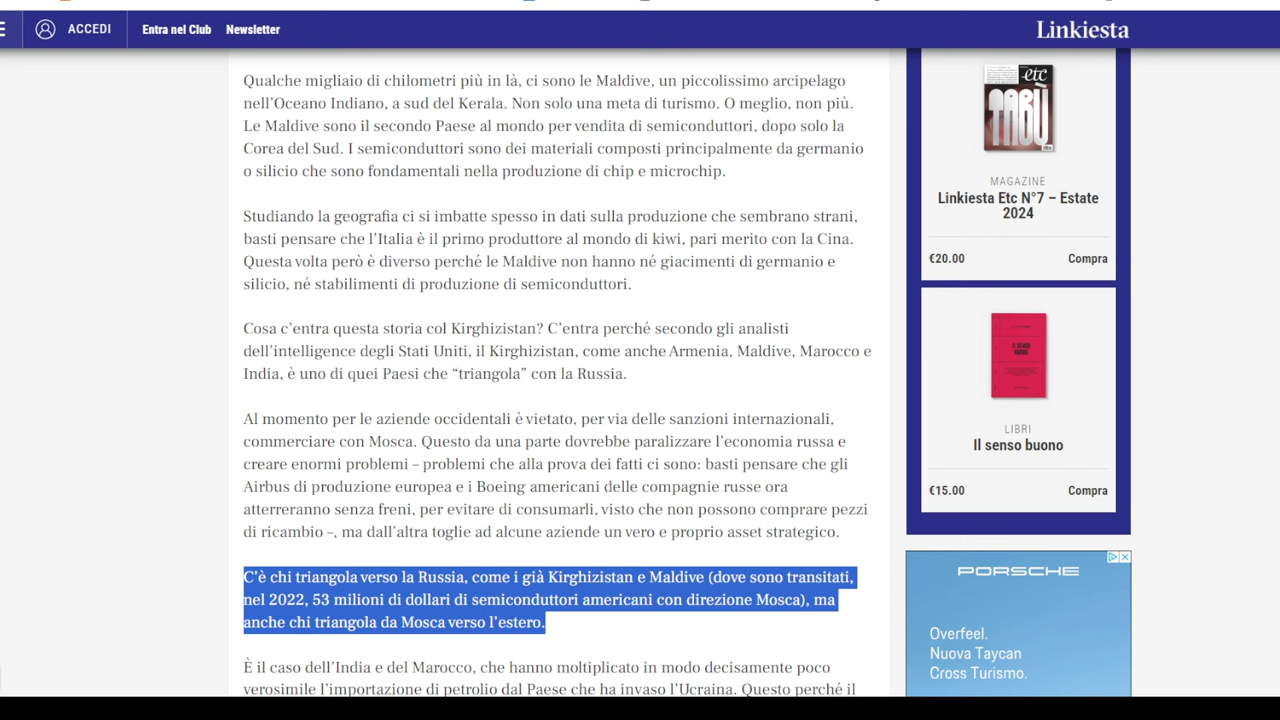 ACCEDI
Entra nel Club
Newsletter
Linkiesta
Qualche migliaio di chilometri più in là, ci sono le Maldive, un piccolissimo arcipelago
nell'Oceano Indiano, a sud del Kerala. Non solo una meta di turismo. O meglio, non più.
Le Maldive sono il secondo Paese al mondo per vendita di semiconduttori, dopo solo la
Corea del Sud. I semiconduttori sono dei materiali composti principalmente da germanio
o silicio che sono fondamentali nella produzione di chip e microchip.
Studiando la geografia ci si imbatte spesso in dati sulla produzione che sembrano strani,
basti pensare che l'Italia è il primo produttore al mondo di kiwi, pari merito con la Cina.
Questa volta però è diverso perché le Maldive non hanno né giacimenti di germanio e
silicio, né stabilimenti di produzione di semiconduttori.
Cosa c'entra questa storia col Kirghizistan? C'entra perché secondo gli analisti
dell'intelligence degli Stati Uniti, il Kirghizistan, come anche Armenia, Maldive, Marocco e
India, è uno di quei Paesi che “triangola” con la Russia.
Al momento per le aziende occidentali è vietato, per via delle sanzioni internazionali,
commerciare con Mosca. Questo da una parte dovrebbe paralizzare l'economia russa e
creare enormi problemi – problemi che alla prova dei fatti ci sono: basti pensare che gli
Airbus di produzione europea e i Boeing americani delle compagnie russe ora
atterreranno senza freni, per evitare di consumarli, visto che non possono comprare pezzi
di ricambio –, ma dall'altra toglie ad alcune aziende un vero e proprio asset strategico.
C'è chi triangola verso la Russia, come i già Kirghizistan e Maldive (dove sono transitati,
nel 2022, 53 milioni di dollari di semiconduttori americani con direzione Mosca), ma
anche chi triangola da Mosca verso l'estero.
È il caso dell'India e del Marocco, che hanno moltiplicato in modo decisamente poco
verosimile l'importazione di petrolio dal Paese che ha invaso l'Ucraina. Questo perché il
etc
TABÙ
MAGAZINE
Linkiesta Etc N°7 – Estate
2024
€20.00
Compra
IL SENSO
BUONO
LIBRI
Il senso buono
€15.00
Compra
PORSCHE
Overfeel.
Nuova Taycan
Cross Turismo.